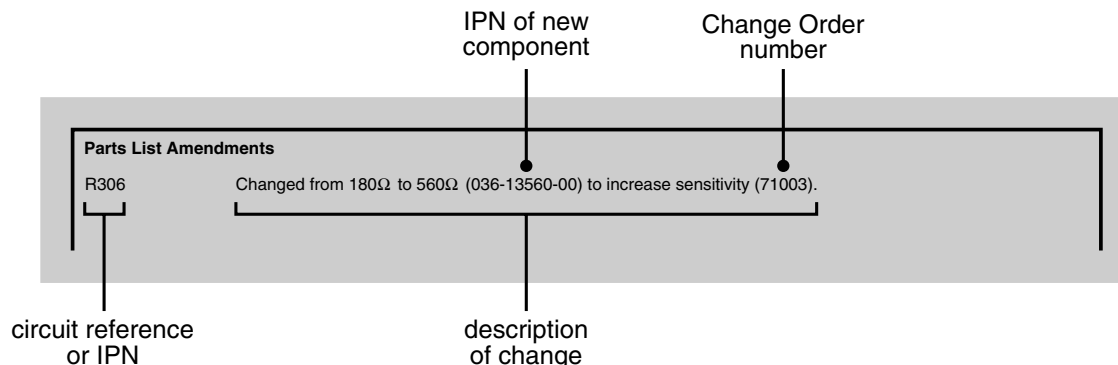 IPN of new
component
Change Order
number
Parts List Amendments
R306 Changed from 180Ω to 560Ω (036-13560-00) to increase sensitivity (71003).
circuit reference
or IPN
description
of change